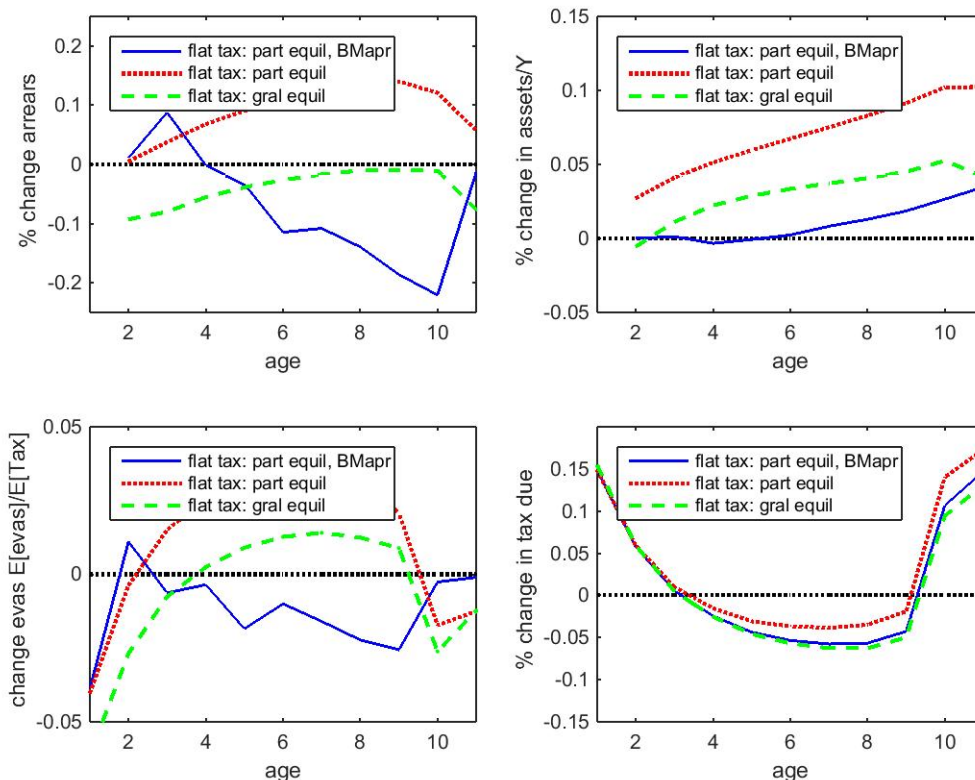 % change arrears
0.2
0.1
0
-0.1
-0.2
flat tax: part equil, BMapr
flat tax: part equil
flat tax: gral equil
2
4
6
8
10
age
% change in assets/Y
0.15
0.1
0.05
0
-0.05
flat tax: part equil, BMapr
flat tax: part equil
flat tax: gral equil
2
4
6
8
10
age
change evas E[evas]/E[Tax]
0.05
0
-0.05
flat tax: part equil, BMapr
flat tax: part equil
flat tax: gral equil
2
4
6
8
10
age
% change in tax due
0.15
0.1
0.05
0
-0.05
-0.1
-0.15
flat tax: part equil, BMapr
flat tax: part equil
flat tax: gral equil
2
4
6
8
10
age